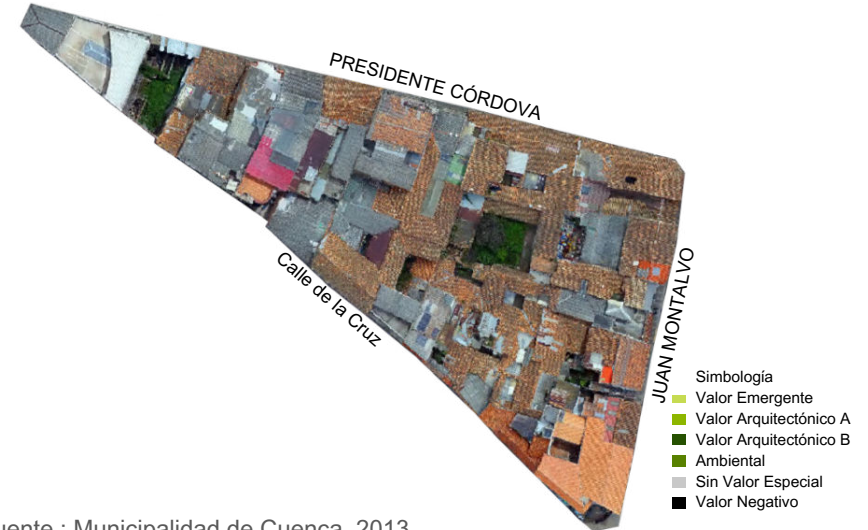 PRESIDENTE CÓRDOVA
Calle de la Cruz
JUAN MONTALVO
Simbología
Valor Emergente
Valor Arquitectónico A
Valor Arquitectónico B
Ambiental
Sin Valor Especial
Valor Negativo
uente : Municipalidad de Cuenca, 2013